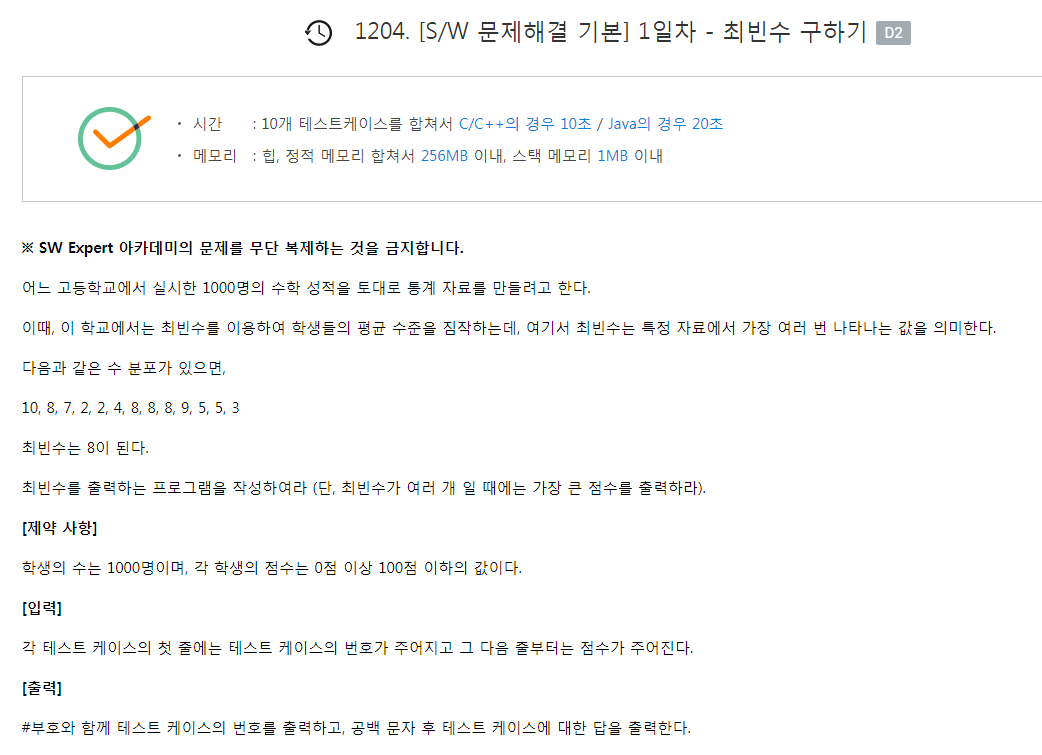 1204. [S/W 문제해결 기본] 1일차 - 최빈수 구하기 D2
・ 시간 : 10개 테스트케이스를 합쳐서 C/C++의 경우 10초 / Java의 경우 20초
・ 메모리 : 힙, 정적 메모리 합쳐서 256MB 이내, 스택 메모리 1MB 이내
※ SW Expert 아카데미의 문제를 무단 복제하는 것을 금지합니다.
어느 고등학교에서 실시한 1000명의 수학 성적을 토대로 통계 자료를 만들려고 한다.
이때, 이 학교에서는 최빈수를 이용하여 학생들의 평균 수준을 짐작하는데, 여기서 최빈수는 특정 자료에서 가장 여러 번 나타나는 값을 의미한다.
다음과 같은 수 분포가 있으면,
10, 8, 7, 2, 2, 4, 8, 8, 8, 9, 5, 5, 3
최빈수는 8이 된다.
최빈수를 출력하는 프로그램을 작성하여라 (단, 최빈수가 여러 개 일 때에는 가장 큰 점수를 출력하라).
[제약 사항]
학생의 수는 1000명이며, 각 학생의 점수는 0점 이상 100점 이하의 값이다.
[입력]
각 테스트 케이스의 첫 줄에는 테스트 케이스의 번호가 주어지고 그 다음 줄부터는 점수가 주어진다.
[출력]
#부호와 함께 테스트 케이스의 번호를 출력하고, 공백 문자 후 테스트 케이스에 대한 답을 출력한다.